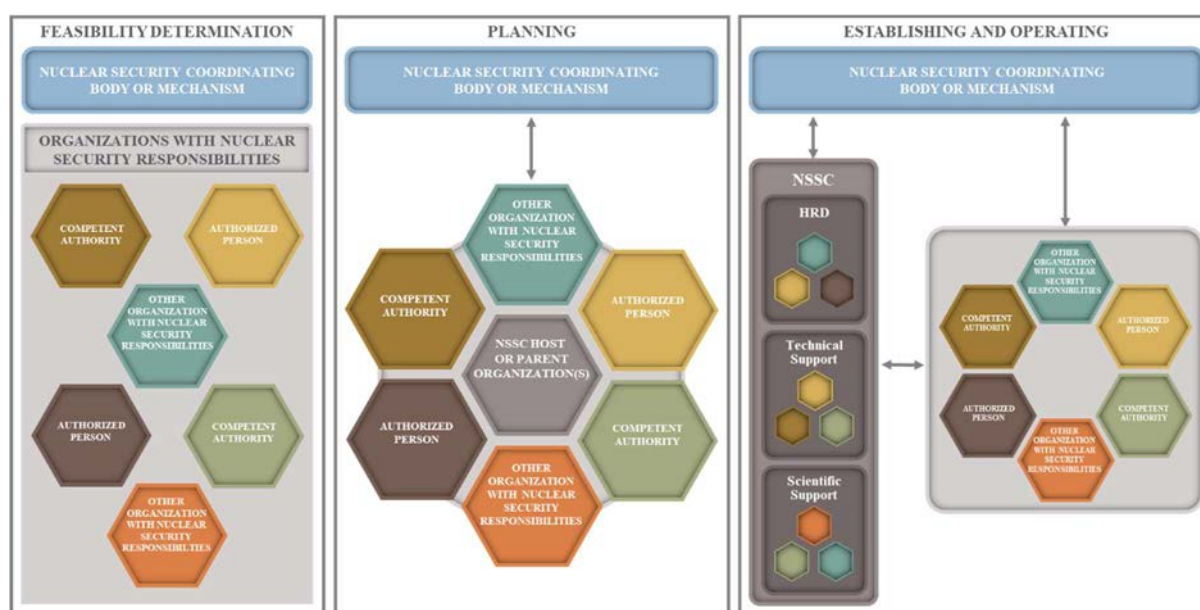 FEASIBILITY DETERMINATION
NUCLEAR SECURITY COORDINATING
BODY OR MECHANISM
ORGANIZATIONS WITH NUCLEAR
SECURITY RESPONSIBILITIES
COMPETENT
AUTHORITY
AUTHORIZED
PERSON
OTHER
ORGANIZATION
WITH NUCLEAR
SECURITY
RESPONSIBILITIES
AUTHORIZED
PERSON
COMPETENT
AUTHORITY
OTHER
ORGANIZATION
WITH NUCLEAR
SECURITY
RESPONSIBILTIES
PLANNING
NUCLEAR SECURITY COORDINATING
BODY OR MECHANISM
OTHER
ORGANIZATION
WITH NUCLEAR
SECURITY
RESPONSIBILITIES
COMPETENT
AUTHORITY
AUTHORIZED
PERSON
NSSC HOST
OR PARENT
ORGANIZATION(S)
AUTHORIZED
PERSON
COMPETENT
AUTHORITY
OTHER
ORGANIZATION
WITH NUCLEAR
SECURITY
RESPONSIBILITIES
ESTABLISHING AND OPERATING
NUCLEAR SECURITY COORDINATING
BODY OR MECHANISM
NSSC
HRD
Technical
Support
Scientific
Support
OTHER
ORGANIZATION
WITH NUCLEAR
SECURITY
RESPONSIBILITIES
COMPETENT
AUTHORITY
AUTHORIZED
PERSON
AUTHORIZED
PERSON
COMPETENT
AUTHORITY
OTHER
ORGANIZATION
WITH NUCLEAR
SECURITY
RESPONSIBILITIES